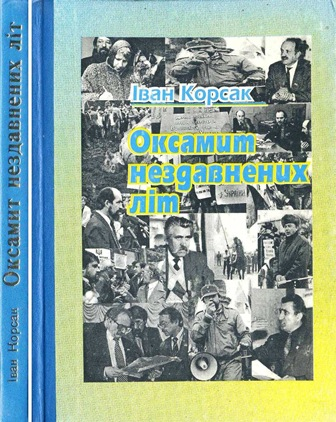 Іван Корсак Оксамит нездавнених літ
Іван Корсак
Оксамит
нездавнених
літ